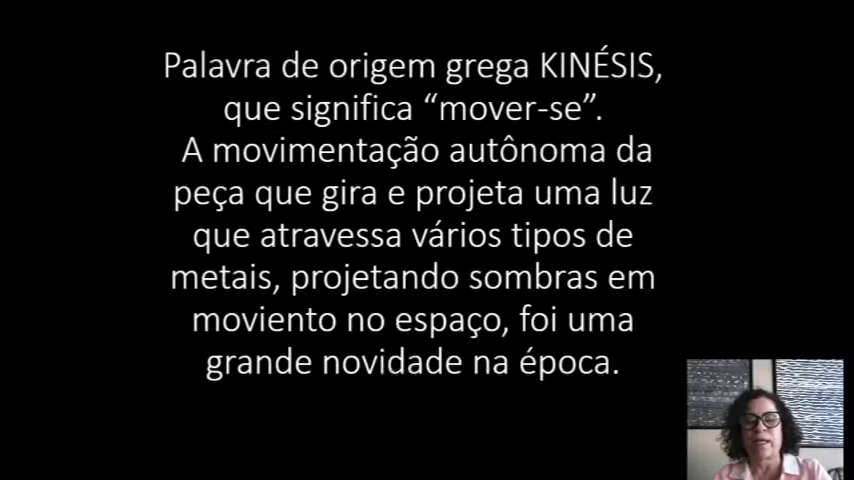 Palavra de origem grega KINÉSIS,
que significa “mover-se”.
A movimentação autônoma da
peça que gira e projeta uma luz
que atravessa vários tipos de
metais, projetando sombras em
moviento no espaço, foi uma
grande novidade na época.